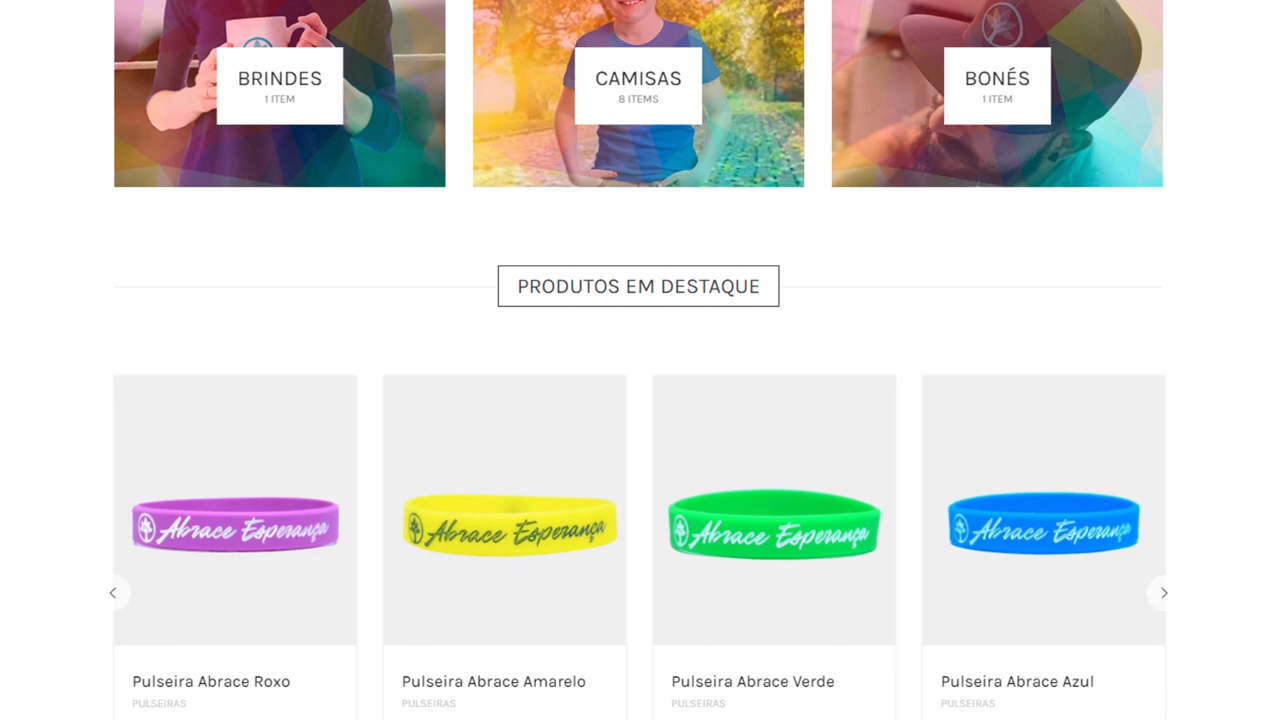 BRINDES
1 ITEM
CAMISAS
8 ITEMS
BONÉS
1 ITEM
PRODUTOS EM DESTAQUE
Abrace Esperança
Abrace Esperança
Abrace Esperança
Abrace Esperança
Pulseira Abrace Roxo
PULSEIRAS
Pulseira Abrace Amarelo
PULSEIRAS
Pulseira Abrace Verde
PULSEIRAS
Pulseira Abrace Azul
PULSEIRAS